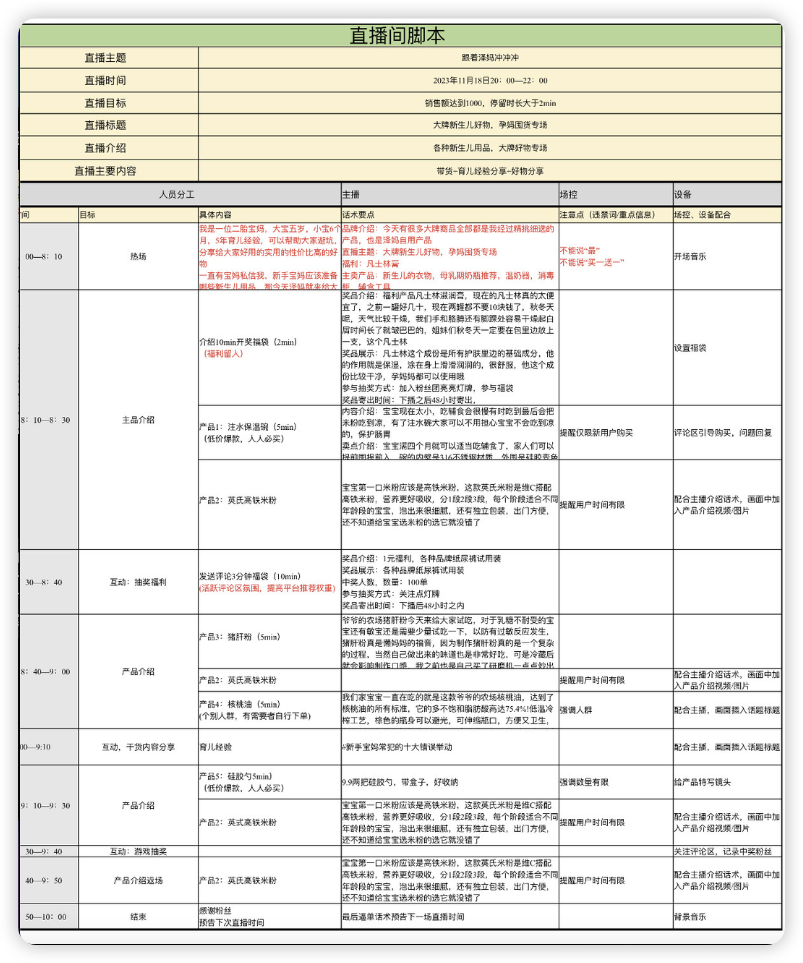 直播间脚本
直播主题 跟着泽妈冲冲冲
直播时间 2023年11月18日20：00—22：00
直播目标 销售额达到1000，停留时长大于2min
直播标题 大牌新生儿好物，孕妈囤货专场
直播介绍 各种新生儿用品，大牌好物专场
直播主要内容 带货-育儿经验分享-好物分享
人员分工 主播 场控 设备
间 目标 具体内容 话术要点 注意点（违禁词/重点信息） 场控、设备配合
00—8：10 热场
我是一位二胎宝妈，大宝五岁，小宝6个
月，5年育儿经验，可以帮助大家避坑，
分享给大家好用的实用的性价比高的好
物
一直有宝妈私信我，新手宝妈应该准备
哪些新生儿用品，那今天泽妈就来给大
品牌介绍：今天有很多大牌商品全部都是我经过精挑细选的
产品，也是泽妈自用产品
直播主题：大牌新生儿好物，孕妈囤货专场
福利：凡士林膏
主卖产品：新生儿的衣物，母乳期奶瓶推荐，温奶器，消毒
柜，辅食工具
不能说“最”
不能说“买一送一”
开场音乐
8：10—8：30 主品介绍
介绍10min开奖福袋（2min）
（福利留人）
奖品介绍：福利产品凡士林滋润膏，现在的凡士林真的太便
宜了，之前一罐好几十，现在两罐都不要10块钱了，秋冬天
呢，天气比较干燥，我们手和胳膊还有脚踝处容易干燥起白
屑时间长了就皱巴巴的，姐妹们秋冬天一定要在包里边放上
一支，这个凡士林
奖品展示：凡士林这个成份是所有护肤里边的基础成分，他
的作用就是保湿，涂在身上滑滑润润的，很舒服，他这个成
份比较干净，孕妈妈都可以使用哦
参与抽奖方式：加入粉丝团亮亮灯牌，参与福袋
奖品寄出时间：下播之后48小时寄出，
设置福袋
产品1：注水保温碗（5min）
（低价爆款，人人必买）
内容介绍：宝宝现在太小，吃辅食会很慢有时吃到最后会把
米粉吃到凉，有了注水碗大家可以不用担心宝宝不会吃到凉
的，保护肠胃
卖点介绍：宝宝满四个月就可以适当吃辅食了，家人们可以
提前囤提前入，碗的内壁是316不锈钢材质，外围是硅胶变色
提醒仅限新用户购买
评论区引导购买，问题回复
产品2：英氏高铁米粉
宝宝第一口米粉应该是高铁米粉，这款英氏米粉是维C搭配
高铁米粉，营养更好吸收，分1段2段3段，每个阶段适合不同
年龄段的宝宝，泡出来很细腻，还有独立包装，出门方便，
还不知道给宝宝选米粉的选它就没错了
提醒用户时间有限
配合主播介绍话术，画面中加
入产品介绍视频/图片
30—8：40 互动：抽奖福利
发送评论3分钟福袋（10min）
(活跃评论区氛围，提高平台推荐权重)
奖品介绍：1元福利，各种品牌纸尿裤试用装
奖品展示：各种品牌纸尿裤试用装
中奖人数，数量：100单
参与抽奖方式：关注点灯牌
奖品寄出时间：下播后48小时之内
8：40—9：00 产品介绍
产品3：猪肝粉（5min）
爷爷的农场猪肝粉今天来给大家试吃，对于乳糖不耐受的宝
宝还有敏宝还是需要少量试吃一下，以防有过敏反应发生，
猪肝粉真是懒妈妈的福音，因为制作猪肝粉真的是一个复杂
的过程，当然自己做出来的味道也是非常好吃，可是冷藏后
就会影响制作口感，我之前也是自己买了研磨机一点点炒出
产品2：英氏高铁米粉
提醒用户时间有限
配合主播介绍话术，画面中加
入产品介绍视频/图片
产品4：核桃油（5min）
(个别人群，有需要者自行下单)
我们家宝宝一直在吃的就是这款爷爷的农场核桃油，达到了
核桃油的所有标准，它的多不饱和脂肪酸高达75.4%!低温冷
榨工艺，棕色的瓶身可以避光，可伸缩瓶口，方便又卫生，
强调人群
配合主播，画面插入话题标题
00—9:10 互动，干货内容分享 育儿经验 #新手宝妈常犯的十大错误举动 配合主播，画面插入话题标题
9：10—9：30 产品介绍
产品5：硅胶勺5min）
（低价爆款，人人必买）
9.9两把硅胶勺，带盒子，好收纳
强调数量有限
给产品特写镜头
产品2：英式高铁米粉
宝宝第一口米粉应该是高铁米粉，这款英氏米粉是维C搭配
高铁米粉，营养更好吸收，分1段2段3段，每个阶段适合不同
年龄段的宝宝，泡出来很细腻，还有独立包装，出门方便，
还不知道给宝宝选米粉的选它就没错了
提醒用户时间有限
配合主播介绍话术，画面中加
入产品介绍视频/图片
30—9：40 互动：游戏抽奖 关注评论区，记录中奖粉丝
40—9：50 产品介绍返场 产品2：英氏高铁米粉
宝宝第一口米粉应该是高铁米粉，这款英氏米粉是维C搭配
高铁米粉，营养更好吸收，分1段2段3段，每个阶段适合不同
年龄段的宝宝，泡出来很细腻，还有独立包装，出门方便，
还不知道给宝宝选米粉的选它就没错了
提醒用户时间有限
配合主播介绍话术，画面中加
入产品介绍视频/图片
50—10：00 结束
感谢粉丝
预告下次直播时间
最后逼单话术预告下一场直播时间
背景音乐